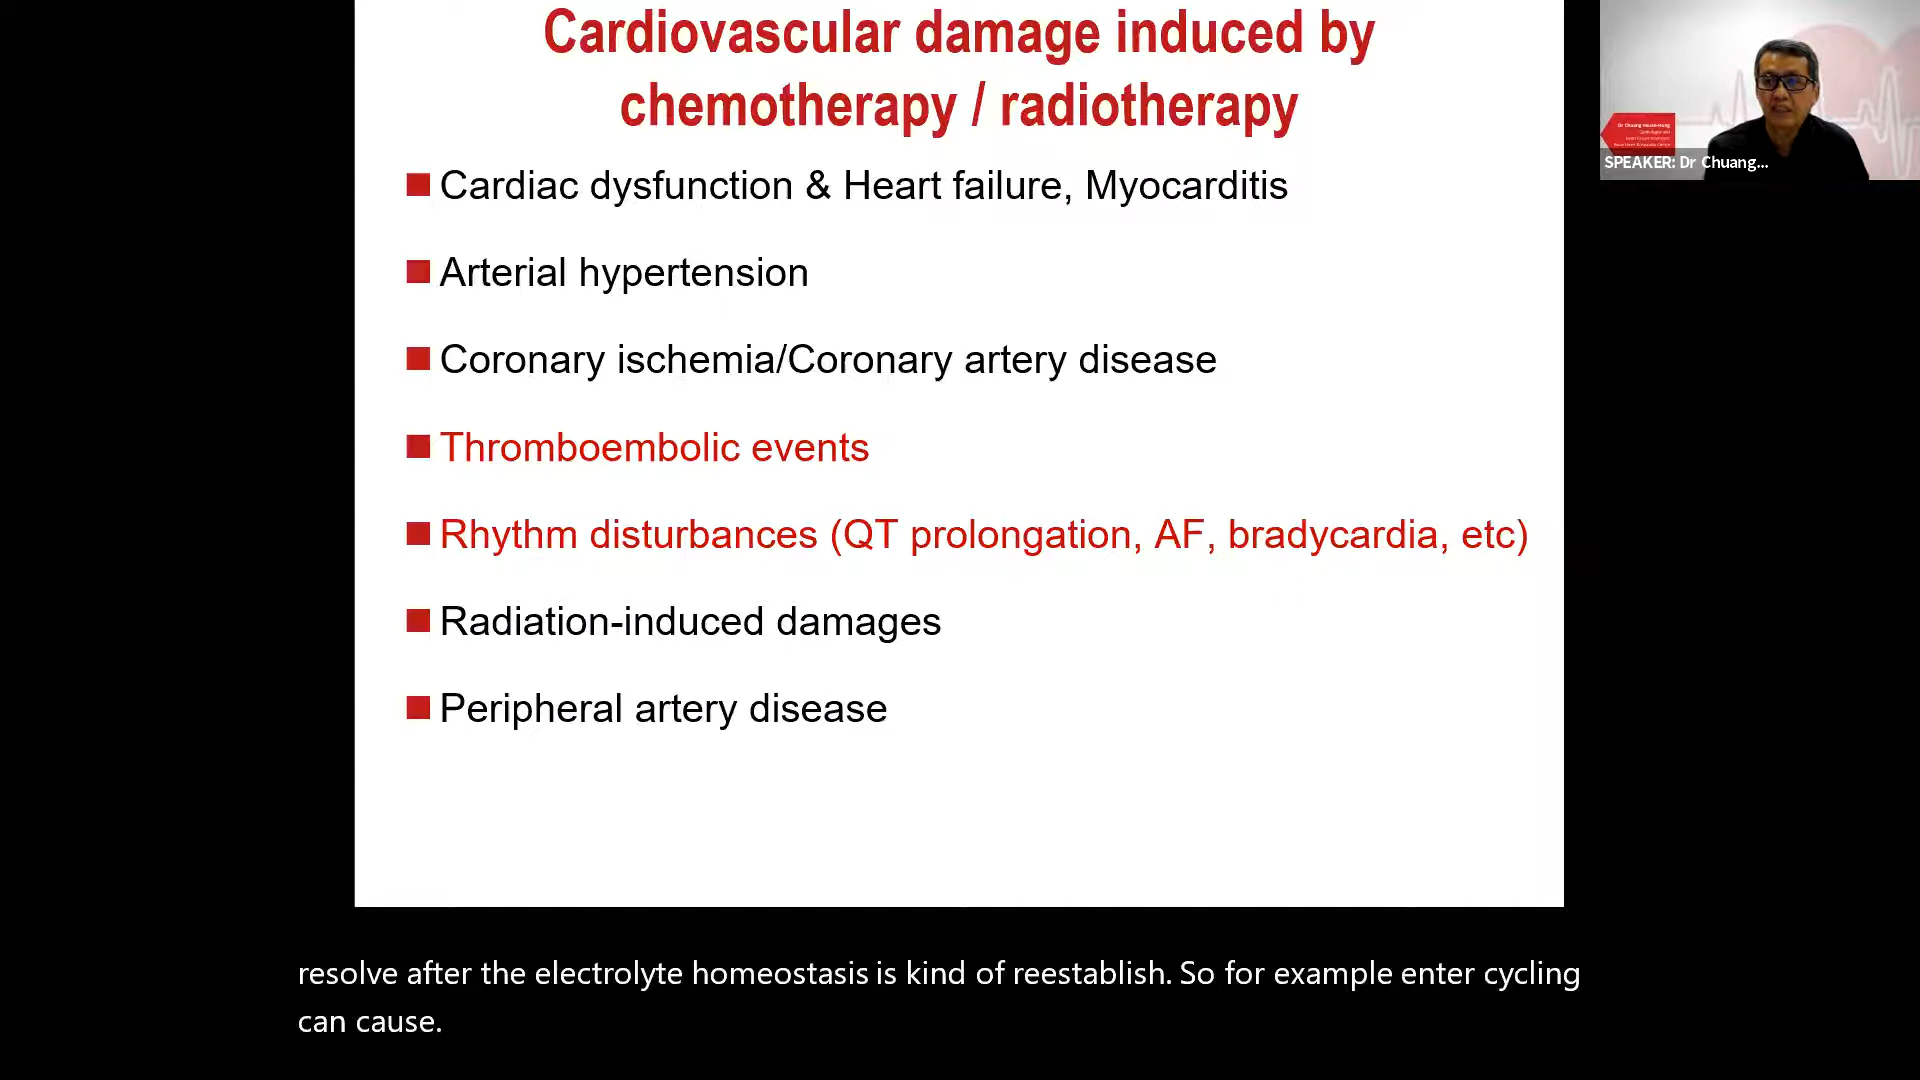 Cardiovascular damage induced by
chemotherapy / radiotherapy
Cardiac dysfunction & Heart failure, Myocarditis
Arterial hypertension
Coronary ischemia/Coronary artery disease
Thromboembolic events
Rhythm disturbances (QT prolongation, AF, bradycardia, etc)
Radiation-induced damages
Peripheral artery disease
SPEAKER: Dr Chuang...
resolve after the electrolyte homeostasis is kind of reestablish. So for example enter cycling
can cause.